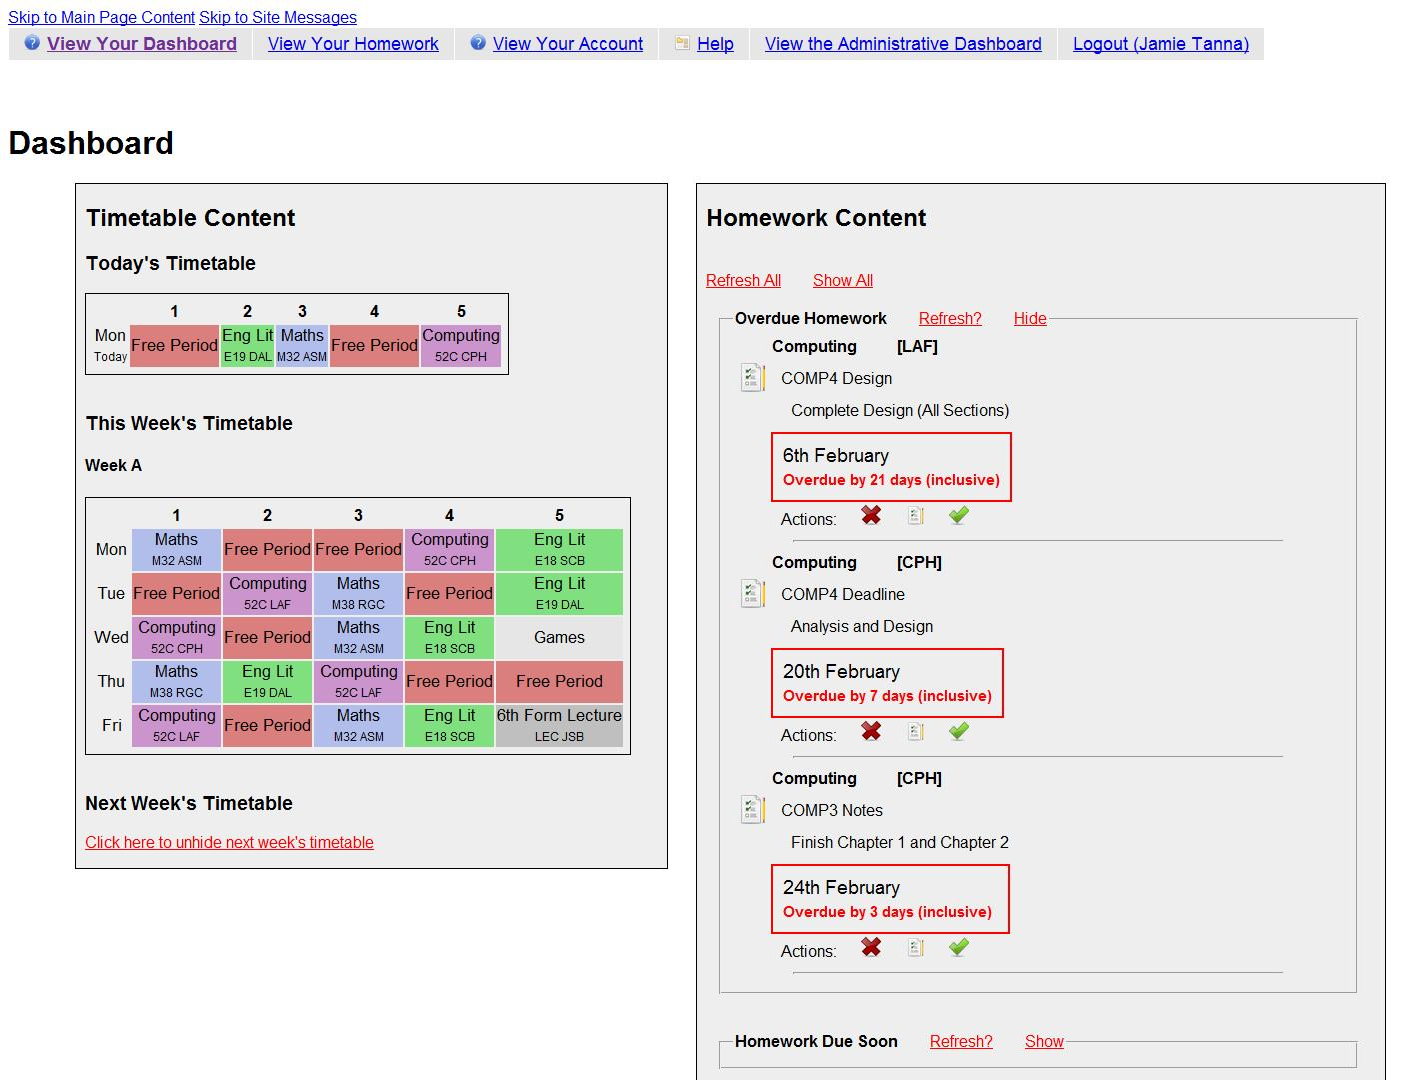 Skip to Main Page Content Skip to Site Messages
View Your Dashboard View Your Homework View Your Account Help View the Administrative Dashboard Logout (Jamie Tanna)
Dashboard
Timetable Content
Today's Timetable
1 2 3 4 5
Mon Free Period Eng Lit Maths Free Period Computing
Today E19 DAL M32 ASM 52C CPH
This Week's Timetable
Week A
1 2 3 4 5
Mon Maths Free Period Free Period Computing Eng Lit
M32 ASM 52C CPH E18 SCB
Tue Free Period Computing Maths Free Period Eng Lit
52C LAF M38 RGC E19 DAL
Wed Computing Free Period Maths Eng Lit Games
52C CPH M32 ASM E18 SCB
Thu Maths Eng Lit Computing Free Period Free Period
M38 RGC E19 DAL 52C LAF
Fri Computing Free Period Maths Eng Lit 6th Form Lecture
52C LAF M32 ASM E18 SCB LEC JSB
Next Week's Timetable
Click here to unhide next week's timetable
Homework Content
Refresh All Show All
Overdue Homework Refresh? Hide
Computing [LAF]
COMP4 Design
Complete Design (All Sections)
6th February
Overdue by 21 days (inclusive)
Actions:
Computing [CPH]
COMP4 Deadline
Analysis and Design
20th February
Overdue by 7 days (inclusive)
Actions:
Computing [CPH]
COMP3 Notes
Finish Chapter 1 and Chapter 2
24th February
Overdue by 3 days (inclusive)
Actions:
Homework Due Soon Refresh? Show